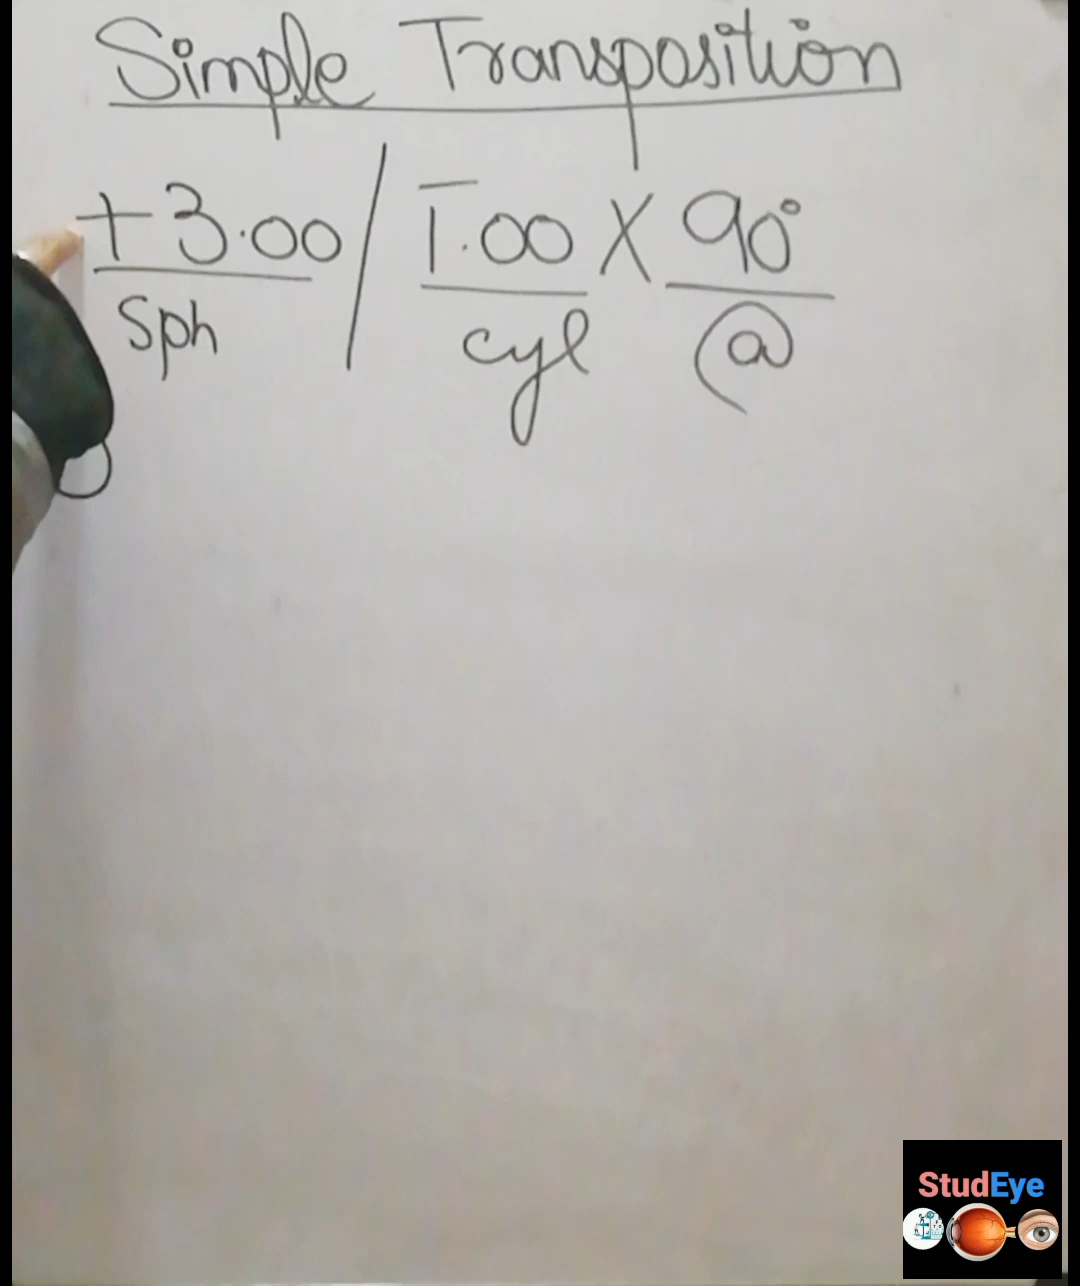 Simple Transposition
+3.00 / -1.00 X 90°
Sph cyl @
StudEye